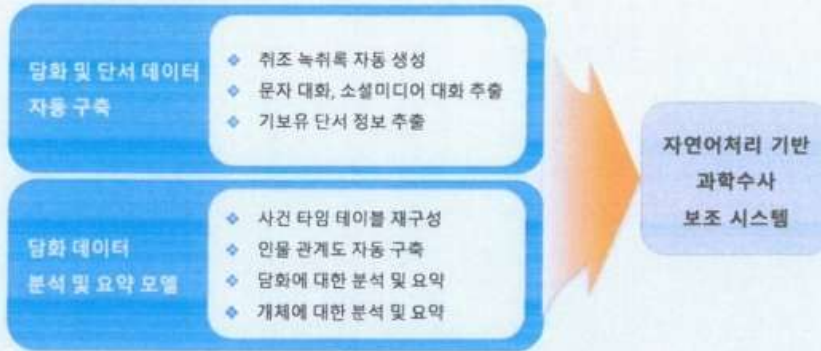 담화 및 단서 데이터
자동 구축
❖ 취조 녹취록 자동 생성
❖ 문자 대화, 소셜미디어 대화 추출
❖ 기보유 단서 정보 추출
담화 데이터
분석 및 요약 모델
❖ 사건 타임 테이블 재구성
❖ 인물 관계도 자동 구축
❖ 담화에 대한 분석 및 요약
❖ 개체에 대한 분석 및 요약
자연어처리 기반
과학수사
보조 시스템